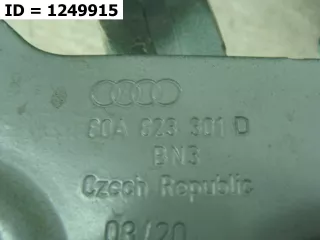 ID = 1249915
80A 823 301 D
BN3
Czech Republic
08/20